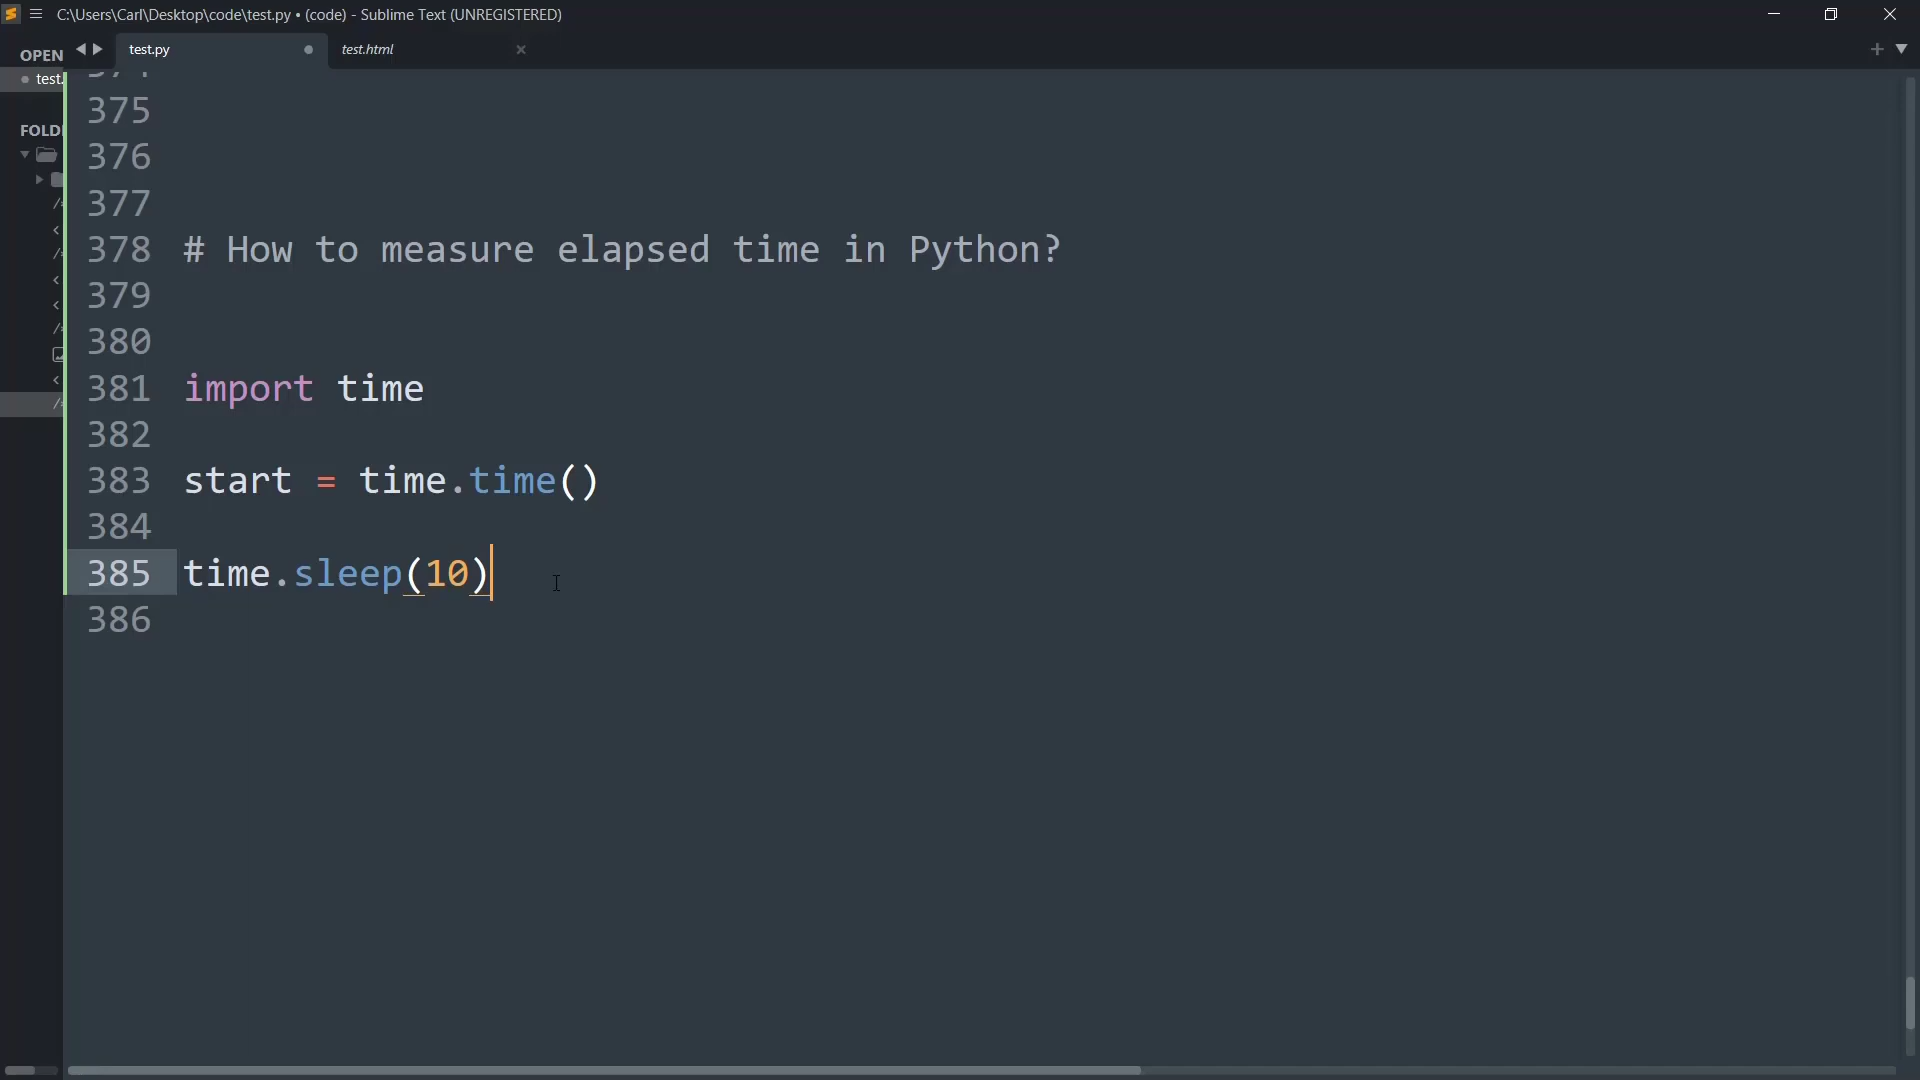 C:\Users\Carl\Desktop\code\test.py • (code) - Sublime Text (UNREGISTERED)
OPEN
test.py
test.html
test.
FOLD
375
376
377
378 # How to measure elapsed time in Python?
379
380
381 import time
382
383 start = time.time()
384
385 time.sleep(10)
386